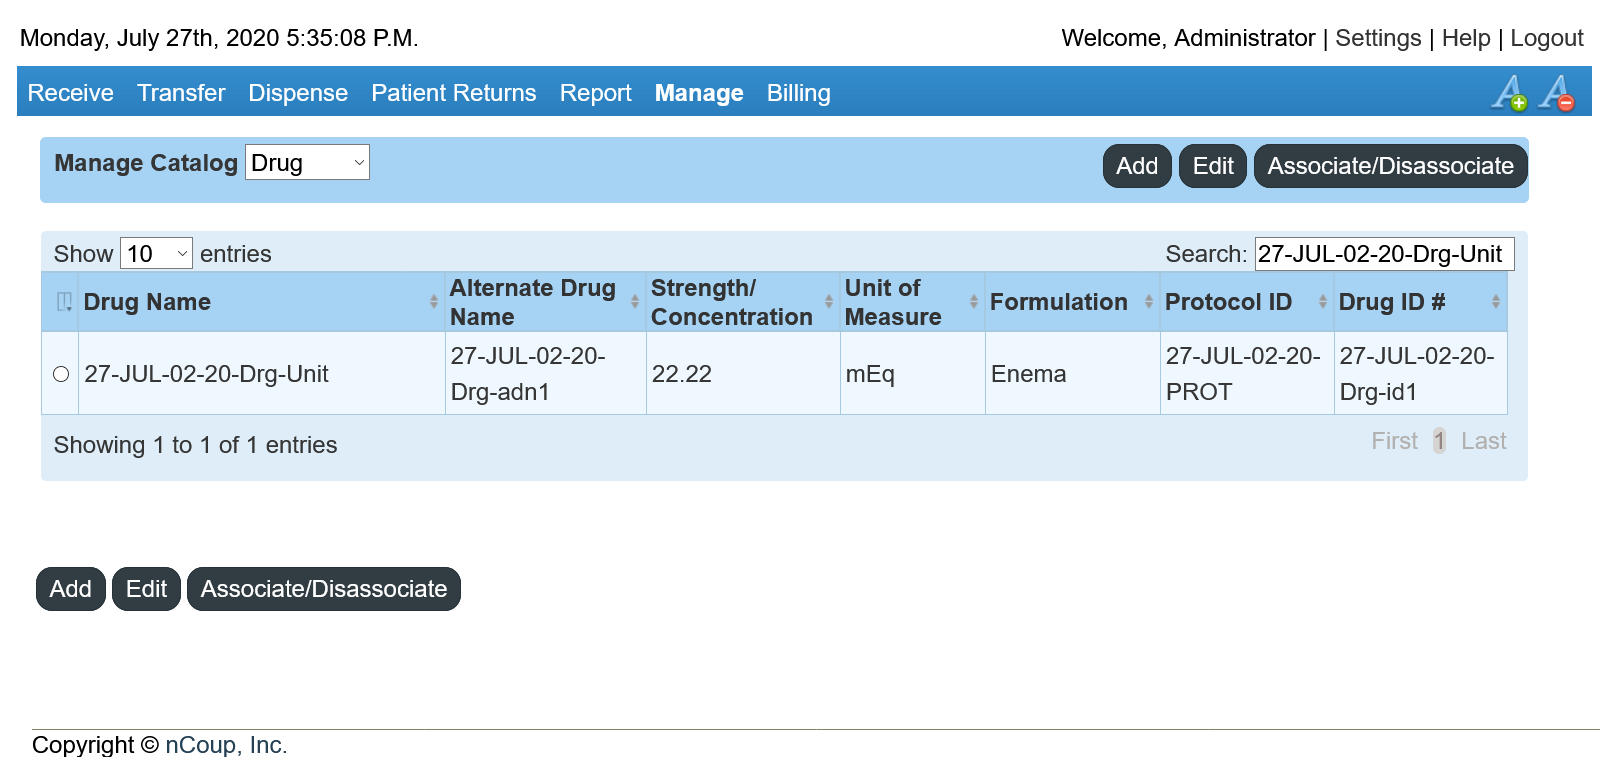 Monday, July 27th, 2020 5:35:08 P.M.
Welcome, Administrator | Settings | Help | Logout
Receive Transfer Dispense Patient Returns Report Manage Billing
Manage Catalog Drug
Add Edit Associate/Disassociate
Show 10 entries
Search: 27-JUL-02-20-Drg-Unit
Drug Name
Alternate Drug
Name
Strength/
Concentration
Unit of
Measure
Formulation
Protocol ID
Drug ID #
27-JUL-02-20-Drg-Unit
27-JUL-02-20-
Drg-adn1
22.22
mEq
Enema
27-JUL-02-20-
PROT
27-JUL-02-20-
Drg-id1
Showing 1 to 1 of 1 entries
First 1 Last
Add Edit Associate/Disassociate
Copyright © nCoup, Inc.